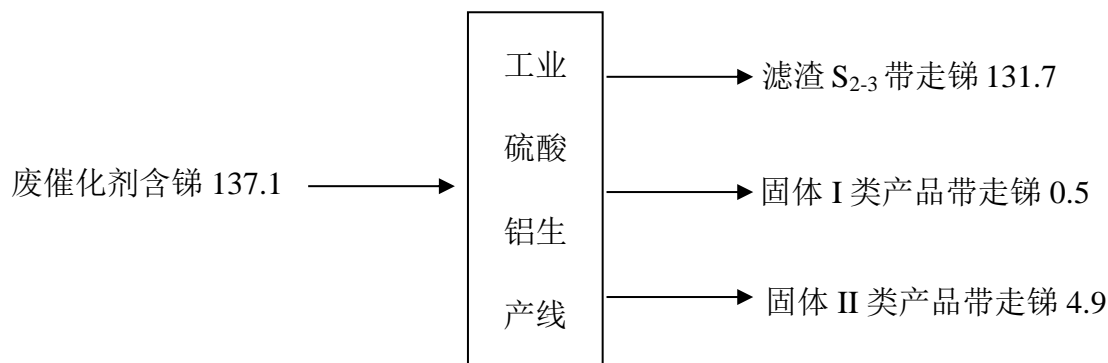 废催化剂含锑 137.1
工业
硫酸
铝生
产线
滤渣 S2-3 带走锑 131.7
固体 I 类产品带走锑 0.5
固体 II 类产品带走锑 4.9